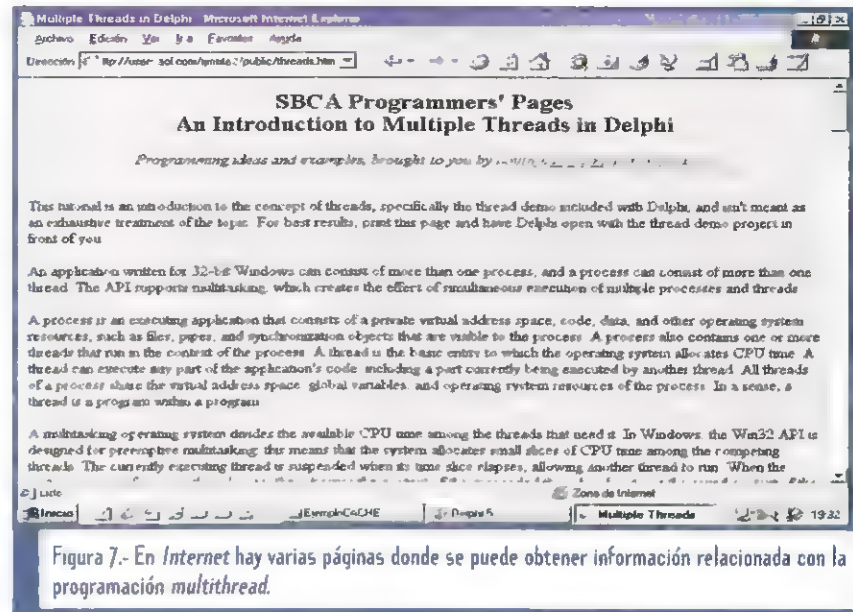 Multiple Threads in Delphi - Microsoft Internet Explorer
Archivo Edición Ver Ir a Favoritos Ayuda
Dirección public/threads.htm
SBCA Programmers' Pages
An Introduction to Multiple Threads in Delphi
Programming ideas and examples, brought to you by
This tutorial is an introduction to the concept of threads, specifically the thread demo included with Delphi, and isn't meant as
an exhaustive treatment of the topic. For best results, print this page and have Delphi open with the thread demo project in
front of you
An application written for 32-bit Windows can consist of more than one process, and a process can consist of more than one
thread. The API supports multitasking, which creates the effect of simultaneous execution of multiple processes and threads
A process is an executing application that consists of a private virtual address space, code, data, and other operating system
resources, such as files, pipes, and synchronization objects that are visible to the process. A process also contains one or more
threads that run in the context of the process. A thread is the basic entity to which the operating system allocates CPU time. A
thread can execute any part of the application's code, including a part currently being executed by another thread. All threads
of a process share the virtual address space, global variables, and operating system resources of the process. In a sense, a
thread is a program within a program
A multitasking operating system divides the available CPU time among the threads that need it. In Windows, the Win32 API is
designed for preemptive multitasking; this means that the system allocates small slices of CPU time among the competing
threads. The currently executing thread is suspended when its time slice elapses, allowing another thread to run. When the
Listo Zona de Internet
Inicio EjemploCACHE Delphi 5 Multiple Threads 19:32
Figura 7.- En Internet hay varias páginas donde se puede obtener información relacionada con la
programación multithread.